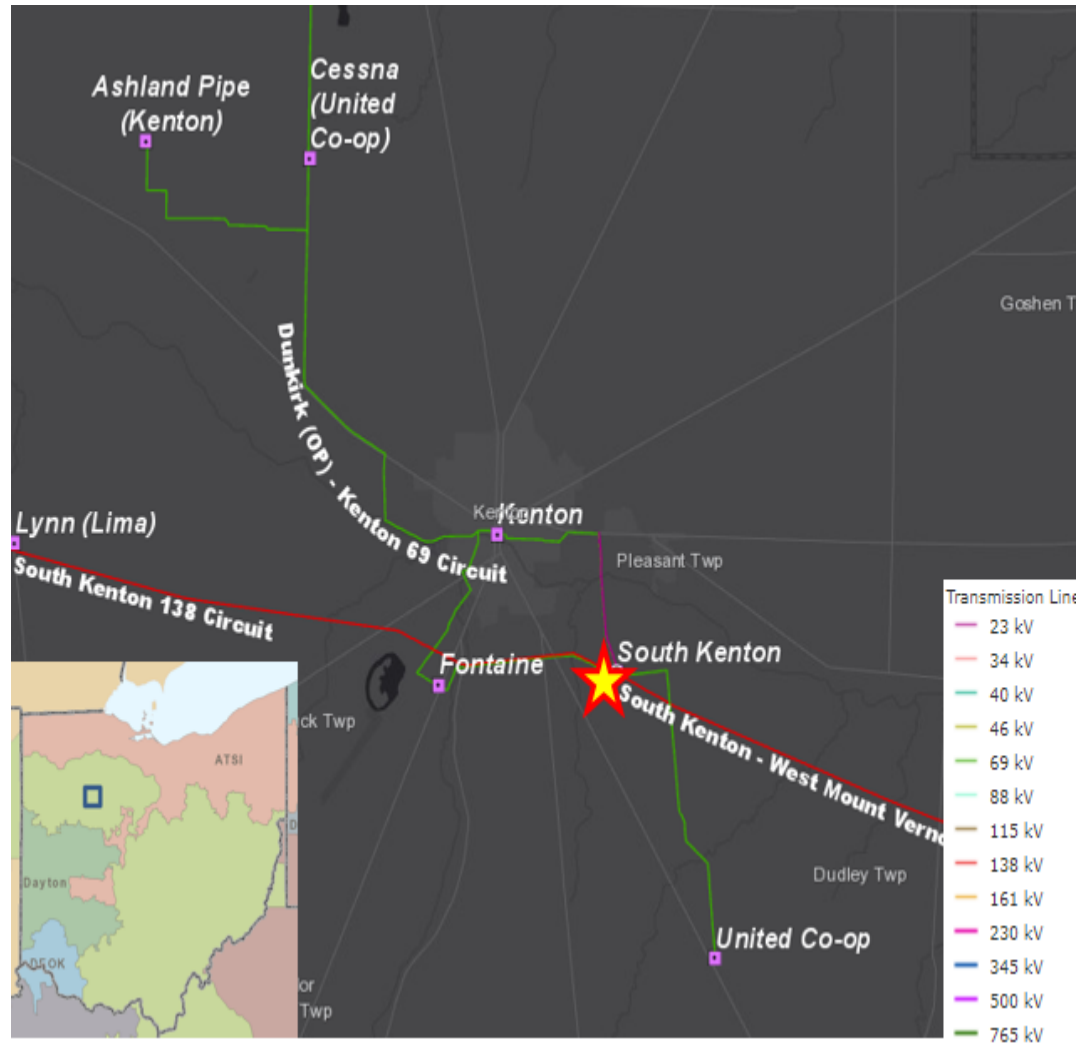 Ashland Pipe
(Kenton)
Cessna
(United
Co-op)
Goshen T
Dunkirk (OP) - Kenton 69 Circuit
Kenton
Kenton
Lynn (Lima)
South Kenton 138 Circuit
Pleasant Twp
Fontaine
South Kenton
South Kenton - West Mount Verno
ck Twp
Dudley Twp
United Co-op
or
Twp
ATSI
Dayton
DEOK
D
Transmission Line
23 kV
34 kV
40 kV
46 kV
69 kV
88 kV
115 kV
138 kV
161 kV
230 kV
345 kV
500 kV
765 kV